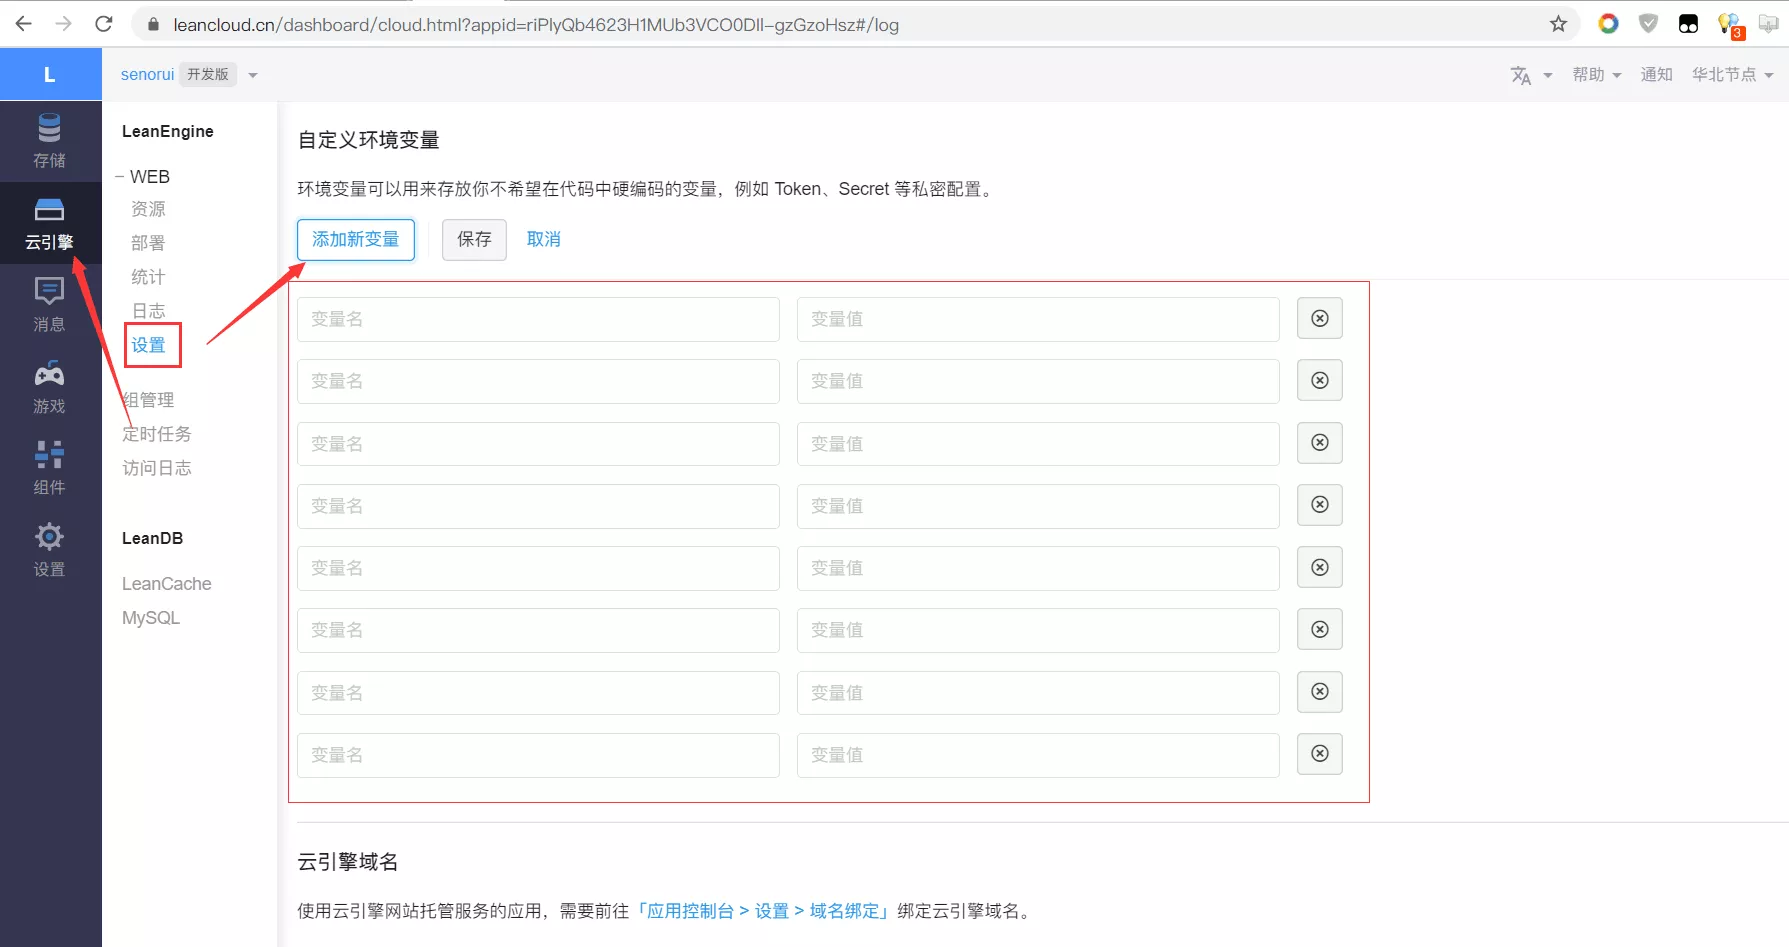 leancloud.cn/dashboard/cloud.html?appid=riPlyQb4623H1MUb3VCO0DIl-gzGzoHsz#/log
3
L
senorui 开发版
帮助 通知 华北节点
存储
云引擎
消息
游戏
组件
设置
LeanEngine
WEB
资源
部署
统计
日志
设置
组管理
定时任务
访问日志
LeanDB
LeanCache
MySQL
自定义环境变量
环境变量可以用来存放你不希望在代码中硬编码的变量，例如 Token、Secret 等私密配置。
添加新变量 保存 取消
变量名 变量值
变量名 变量值
变量名 变量值
变量名 变量值
变量名 变量值
变量名 变量值
变量名 变量值
变量名 变量值
云引擎域名
使用云引擎网站托管服务的应用，需要前往「应用控制台 > 设置 > 域名绑定」绑定云引擎域名。